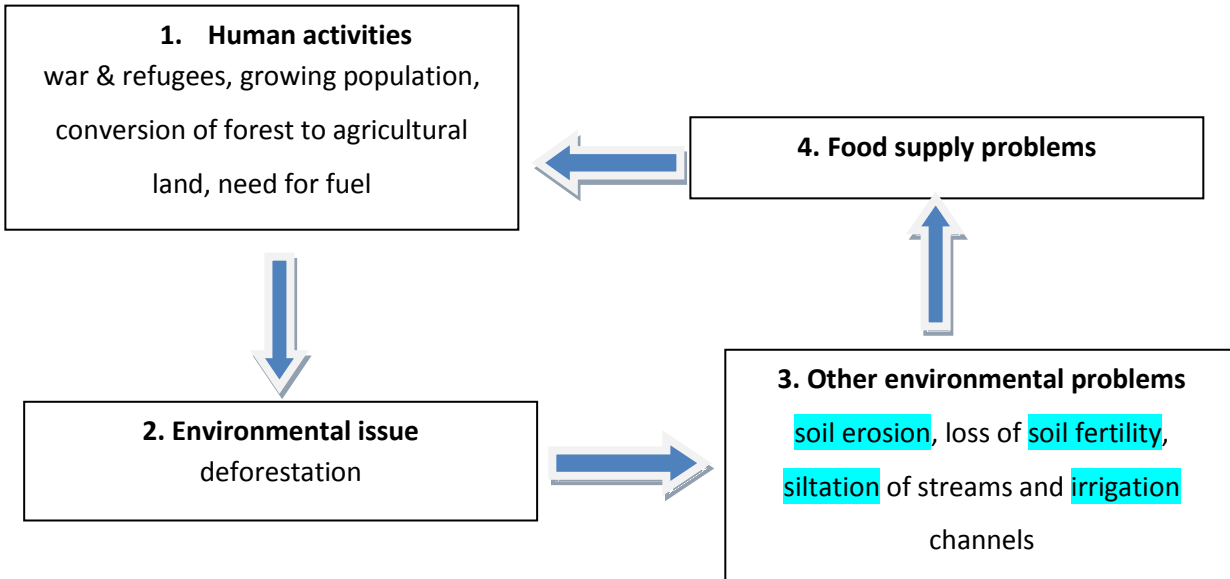 1. Human activities
war & refugees, growing population,
conversion of forest to agricultural
land, need for fuel
2. Environmental issue
deforestation
3. Other environmental problems
soil erosion, loss of soil fertility,
siltation of streams and irrigation
channels
4. Food supply problems